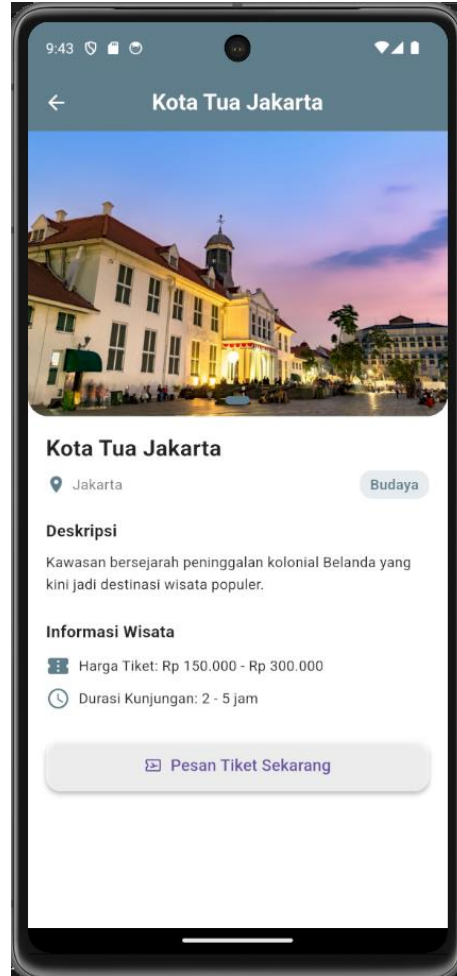 9:43
Kota Tua Jakarta
Kota Tua Jakarta
Jakarta
Budaya
Deskripsi
Kawasan bersejarah peninggalan kolonial Belanda yang
kini jadi destinasi wisata populer.
Informasi Wisata
Harga Tiket: Rp 150.000 - Rp 300.000
Durasi Kunjungan: 2 - 5 jam
Pesan Tiket Sekarang